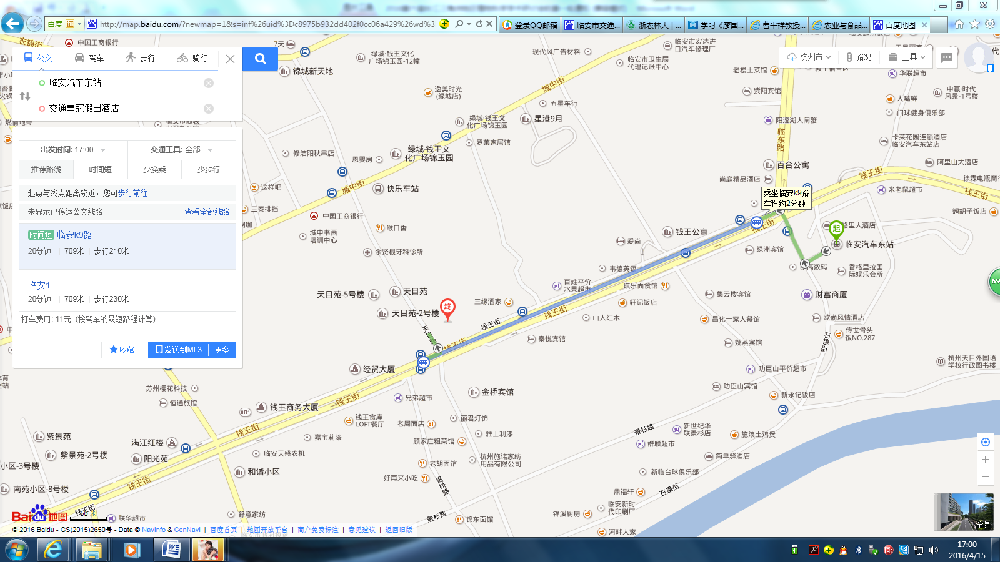 百度
证
http://map.baidu.com/?newmap=1&s=inf%26uid%3Dc8975b932dd402f0cc06a429%26wd%3
登录QQ邮箱
临安市交通...
浙农林大 | ...
学习《廖国...
曹平祥教授...
农业与食品...
百度地图
公交
驾车
步行
骑行
临安汽车东站
交通皇冠假日酒店
出发时间: 17:00
交通工具: 全部
推荐路线
时间短
少换乘
少步行
起点与终点距离较近，您可步行前往
未显示已停运公交线路
查看全部线路
时间短 临安k9路
20分钟 | 709米 | 步行210米
临安1
20分钟 | 709米 | 步行230米
打车费用: 11元（按驾车的最短路程计算）
收藏
发送到MI 3
更多
杭州市
路况
工具
衣锦街
中国工商银行
7天
绿城·钱王文化广场锦玉园-12幢
锦城新天地
现代风广告材料
临安市宏达进口汽车修理厂
临安市卫生局代理记账中心
老楼土菜馆
华联超市
中赢·时代风景-1号楼
大嘴鲜
门球健身俱乐部
紫阳宾馆
阳澄湖大闸蟹
临东路
卡莱花园连锁酒店临安汽车东站店
阿里山大酒店
徐霖电瓶商行
米老鼠超市
翘胡子饭店
百合公寓
尚庭精品酒店
乘坐临安k9路
车程约2分钟
逸美时光(绿城店)
城中街
五星车行
星港9月
绿城·钱王文化广场锦玉园
罗莱家居馆
绿城·钱王文化广场锦玉园
修洁阳秋串店
恩婴房
这样吧
城中街
快乐车站
三泰排挡
中国工商银行
喉口香
城中书画培训中心
余贤根牙科诊所
爱尚
钱王公寓
钱王街
钱王街
钱王街
格里大酒店
起
临安汽车东站
绿洲宾馆
香格里拉国际娱乐会所
韦德英语
百姓平价水果超市
琪乐面食馆
轩记饭店
集云楼宾馆
财富商厦
欧尚风情酒店
传世骨头饭NO.287
石镜街
昌化一家人餐馆
姚燕宾馆
天目苑-5号楼
天目苑
天目苑-2号楼
终
三缘酒家
钱王街
钱王街
钱王街
山人红木
泰悦宾馆
经贸大厦
功臣山平价超市
功臣山宾馆
新永记饭店
杭州天目外国语学校行政图书楼
苏州樱花科技
恒通旅馆
兄弟超市
金桥宾馆
钱王商务大厦
ATM
钱王街
钱王街
钱王食库LOFT餐厅
老周面店
丽君灯饰
雅士利漆
顾家庄粗菜馆
嘉宝莉漆
临安天盛农机
杭州施诺家纺用品有限公司
老胡面馆
好再来小吃
锦桥路
景杉路
新世纪华联景杉店
群联超市
施浪土鸡煲
简单驿酒店
新临台球俱乐部
石镜街
鼎福轩
临安新时代印刷厂
锦溪厨房
河畔人家
景杉路
锦东面馆
紫景苑
紫景苑-2号楼
小区-3号楼
南苑小区-8号楼
满江红楼
阳光苑
和谐小区
钱王街
钱王街
舒意家纺
联华超市
Bai du 地图
50 米
全景
© 2016 Baidu - GS(2015)2650号 - Data © NavInfo & CenNavi | 百度首页 | 地图开放平台 | 商户免费标注 | 意见建议 | 返回旧版
17:00
2016/4/15